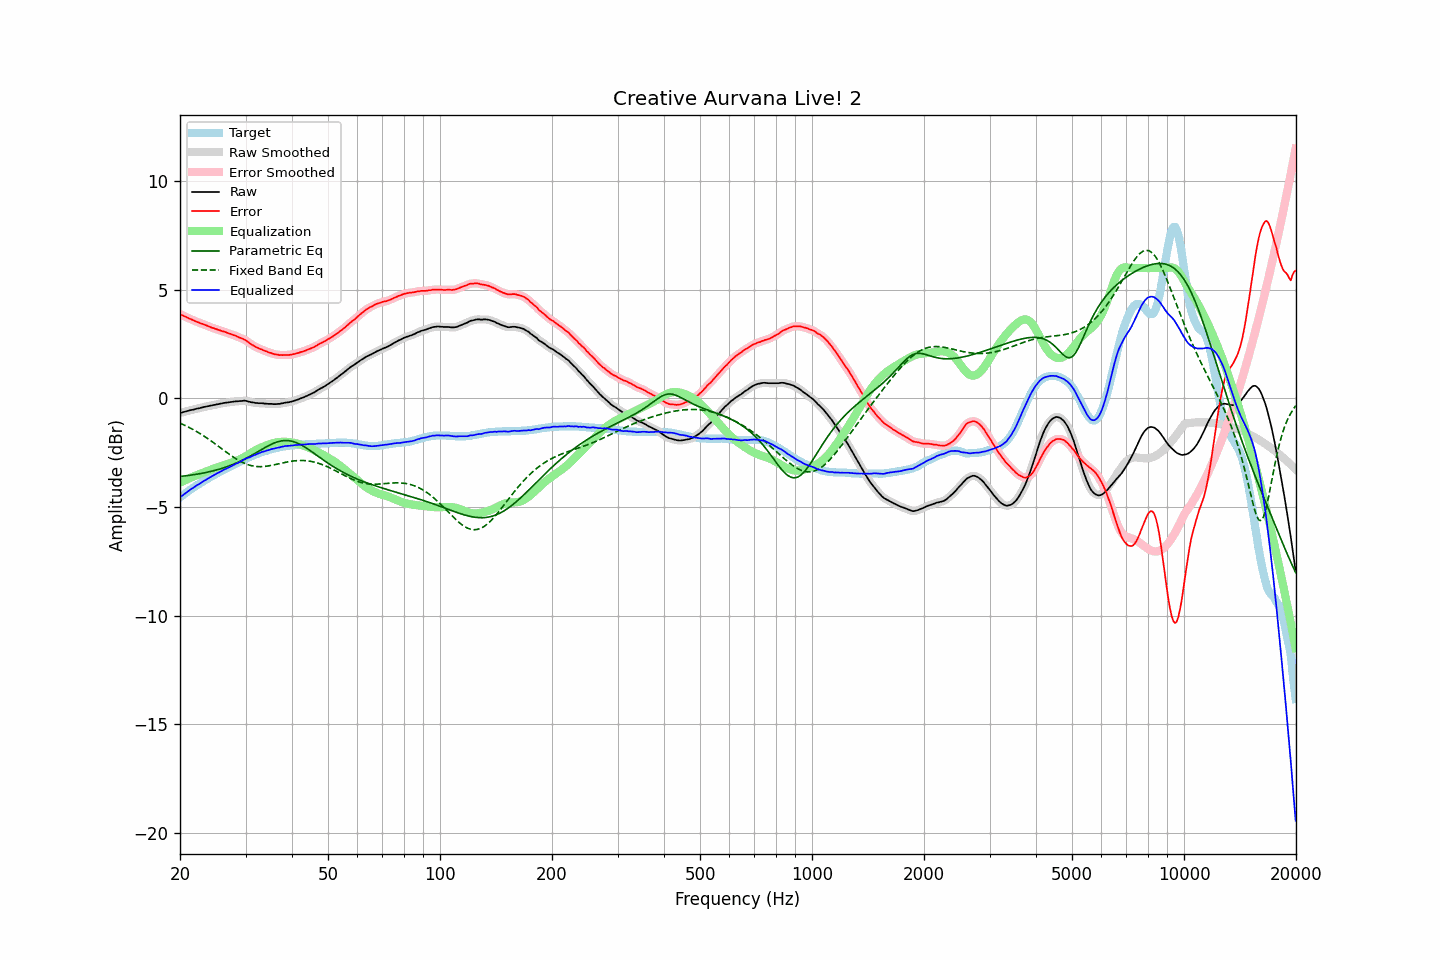 Creative Aurvana Live! 2
Target
Raw Smoothed
Error Smoothed
Raw
Error
Equalization
Parametric Eq
Fixed Band Eq
Equalized
Amplitude (dBr)
10
5
0
−5
−10
−15
−20
20 50 100 200 500 1000 2000 5000 10000 20000
Frequency (Hz)